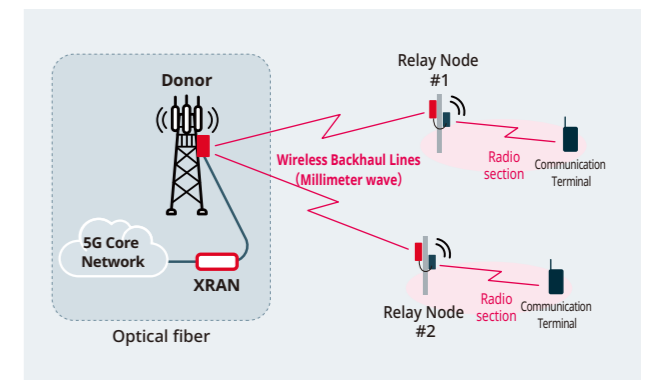 Donor
5G Core
Network
XRAN
Optical fiber
Wireless Backhaul Lines
(Millimeter wave)
Relay Node
#1
Radio
section
Communication
Terminal
Relay Node
#2
Radio
section
Communication
Terminal